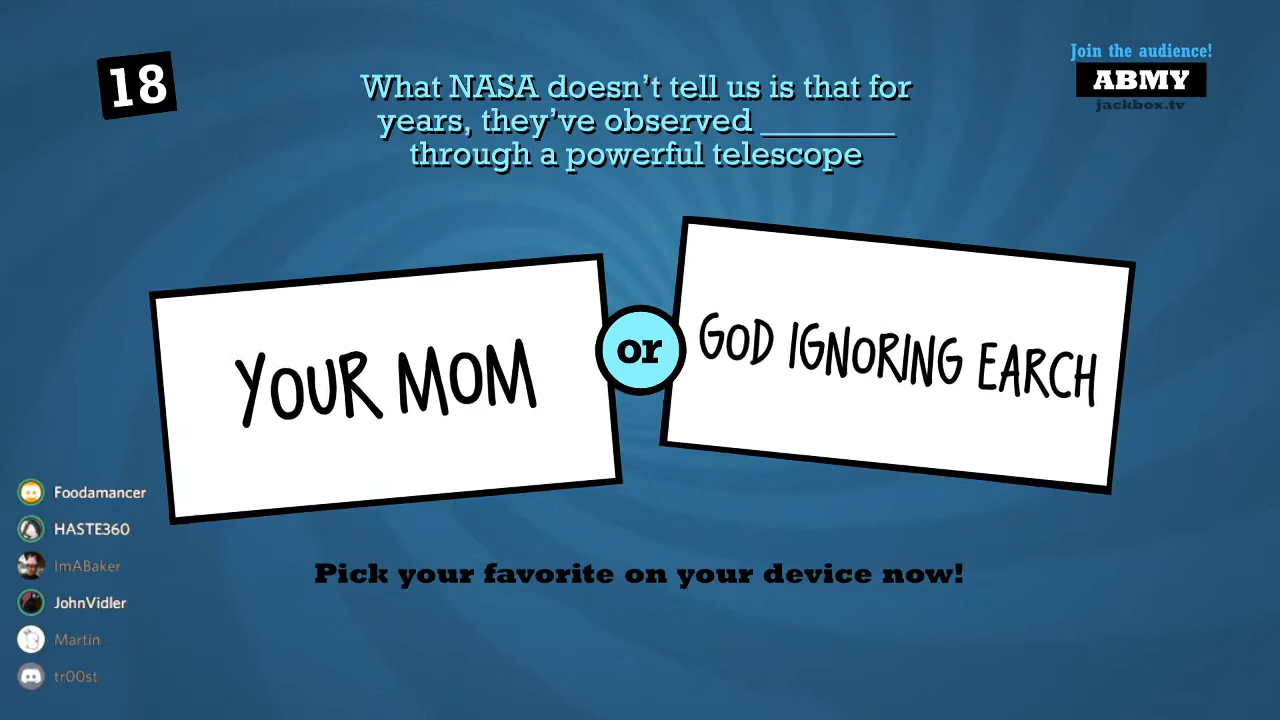 18
What NASA doesn't tell us is that for
years, they've observed ________
through a powerful telescope
Join the audience!
ABMY
jackbox.tv
YOUR MOM
or
GOD IGNORING EARCH
Pick your favorite on your device now!
Foodamancer
HASTE360
ImABaker
JohnVidler
Martin
tr00st